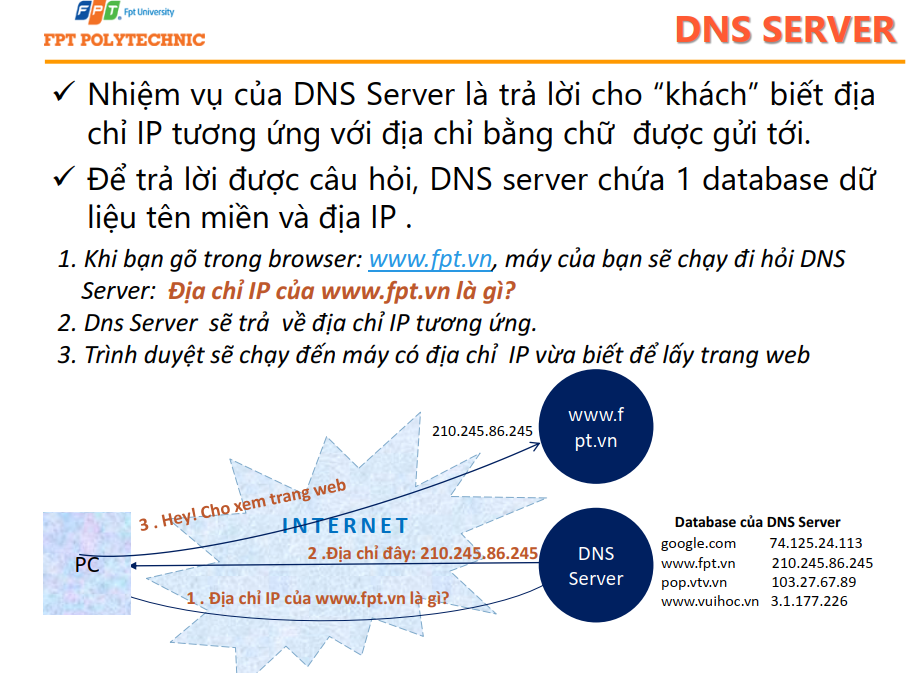 FPT Fpt University
FPT POLYTECHNIC
DNS SERVER
✓ Nhiệm vụ của DNS Server là trả lời cho “khách” biết địa
chỉ IP tương ứng với địa chỉ bằng chữ được gửi tới.
✓ Để trả lời được câu hỏi, DNS server chứa 1 database dữ
liệu tên miền và địa IP .
1. Khi bạn gõ trong browser: www.fpt.vn, máy của bạn sẽ chạy đi hỏi DNS
Server: Địa chỉ IP của www.fpt.vn là gì?
2. Dns Server sẽ trả về địa chỉ IP tương ứng.
3. Trình duyệt sẽ chạy đến máy có địa chỉ IP vừa biết để lấy trang web
210.245.86.245
www.f
pt.vn
3 . Hey! Cho xem trang web
INTERNET
2 .Địa chỉ đây: 210.245.86.245
PC
DNS
Server
1 . Địa chỉ IP của www.fpt.vn là gì?
Database của DNS Server
google.com 74.125.24.113
www.fpt.vn 210.245.86.245
pop.vtv.vn 103.27.67.89
www.vuihoc.vn 3.1.177.226